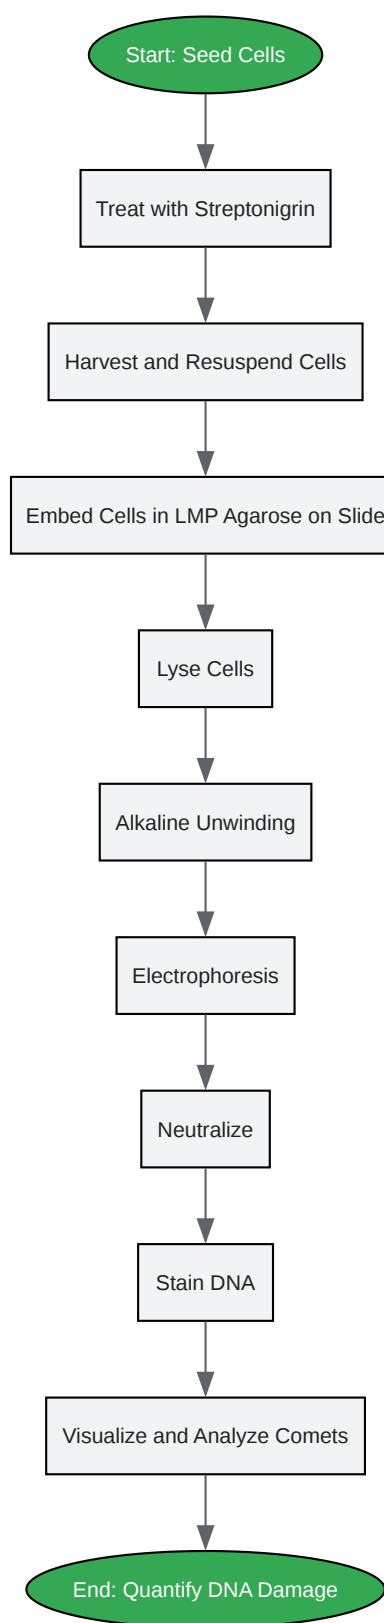 Start: Seed Cells
Treat with Streptonigrin
Harvest and Resuspend Cells
Embed Cells in LMP Agarose on Slide
Lyse Cells
Alkaline Unwinding
Electrophoresis
Neutralize
Stain DNA
Visualize and Analyze Comets
End: Quantify DNA Damage